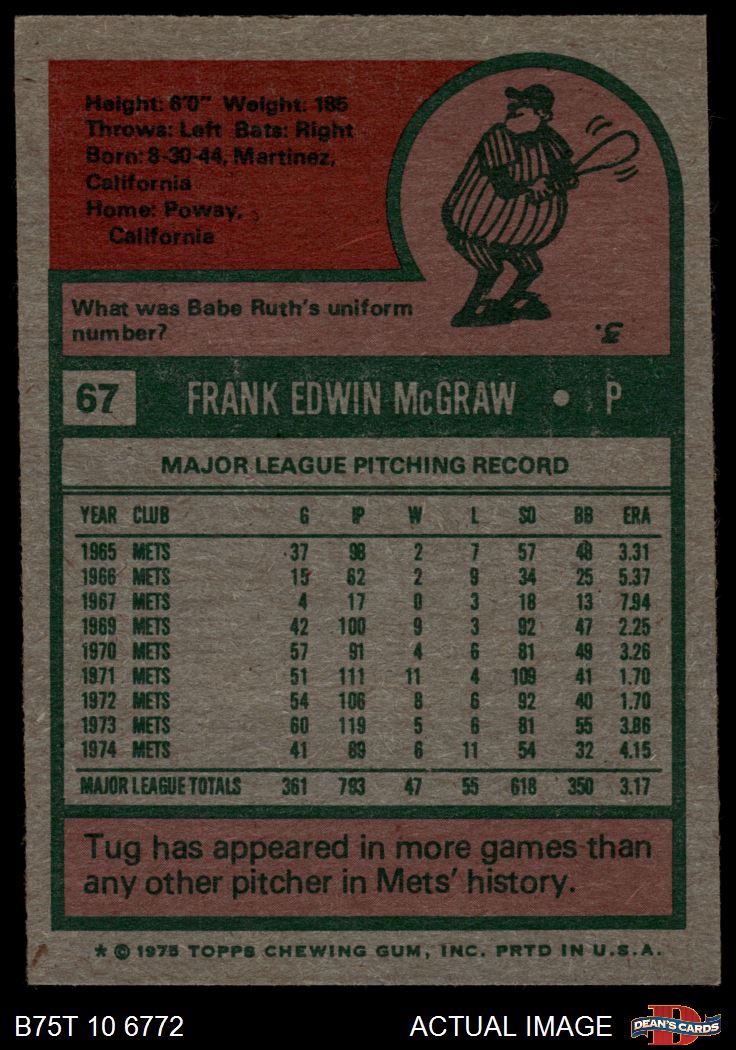 Height: 6'0" Weight: 185
Throws: Left Bats: Right
Born: 8-30-44, Martinez,
California
Home: Poway,
California
What was Babe Ruth's uniform
number?
3.
67 FRANK EDWIN McGRAW • P
MAJOR LEAGUE PITCHING RECORD
YEAR CLUB G IP W L SO BB ERA
1965 METS 37 98 2 7 57 48 3.31
1966 METS 15 62 2 9 34 25 5.37
1967 METS 4 17 0 3 18 13 7.94
1969 METS 42 100 9 3 92 47 2.25
1970 METS 57 91 4 6 81 49 3.26
1971 METS 51 111 11 4 109 41 1.70
1972 METS 54 106 8 6 92 40 1.70
1973 METS 60 119 5 6 81 55 3.86
1974 METS 41 89 6 11 54 32 4.15
MAJOR LEAGUE TOTALS 361 793 47 55 618 350 3.17
Tug has appeared in more games than
any other pitcher in Mets' history.
* © 1975 TOPPS CHEWING GUM, INC. PRTD IN U.S.A.
B75T 10 6772 ACTUAL IMAGE DEAN'S CARDS